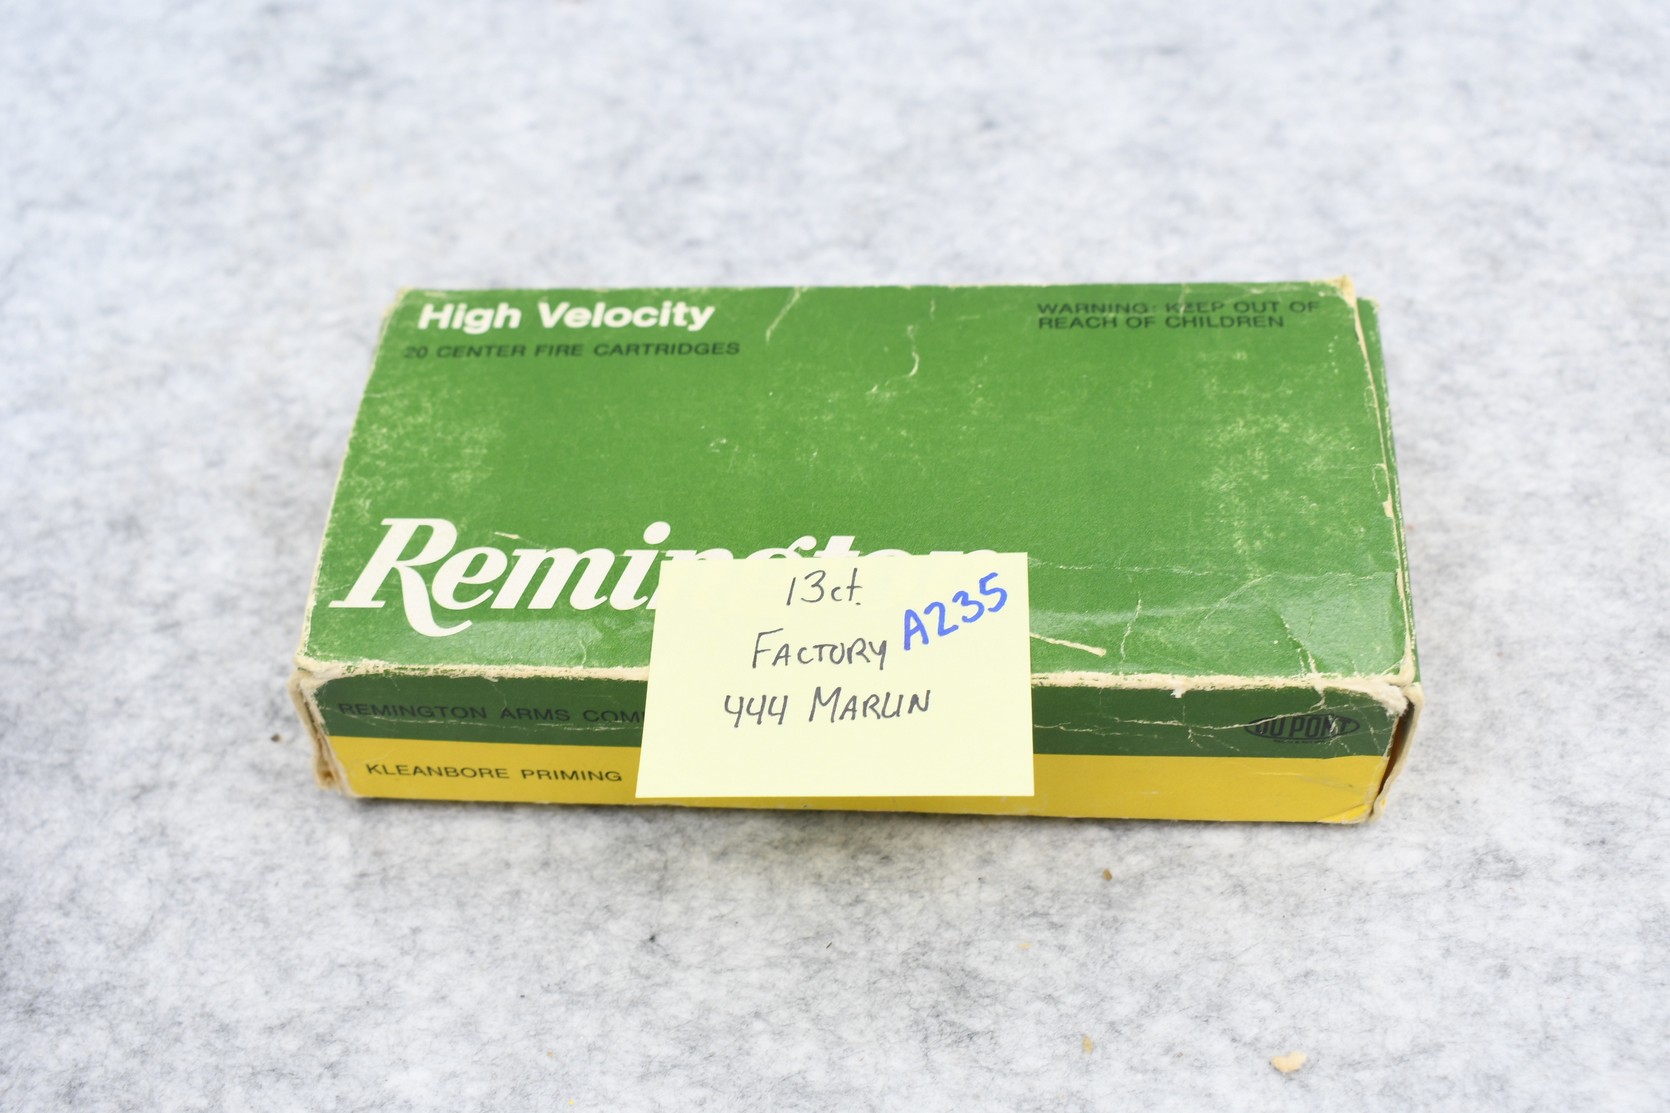 High Velocity
20 CENTER FIRE CARTRIDGES
WARNING: KEEP OUT OF
REACH OF CHILDREN
Remington
13ct.
FACTORY
444 MARLIN
A235
REMINGTON ARMS
DU PONT
KLEANBORE PRIMING